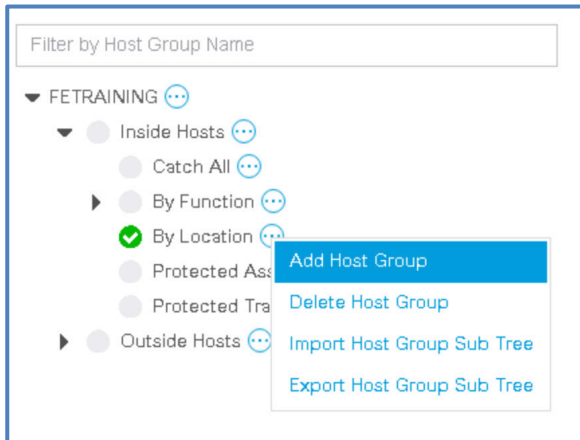 Filter by Host Group Name
FETRAINING
Inside Hosts
Catch All
By Function
By Location
Add Host Group
Protected Ass
Delete Host Group
Protected Tra
Import Host Group Sub Tree
Outside Hosts
Export Host Group Sub Tree